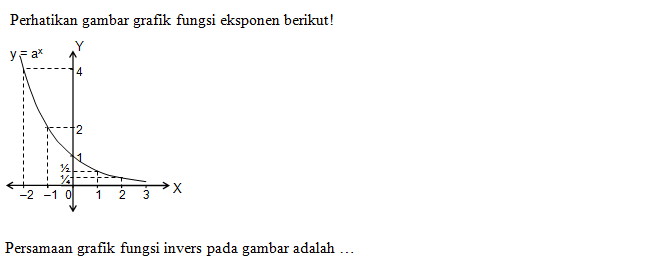 Perhatikan gambar grafik fungsi eksponen berikut!
Y
y = aˣ
4
2
1
½
¼
−2 −1 0 1 2 3 X
Persamaan grafik fungsi invers pada gambar adalah …